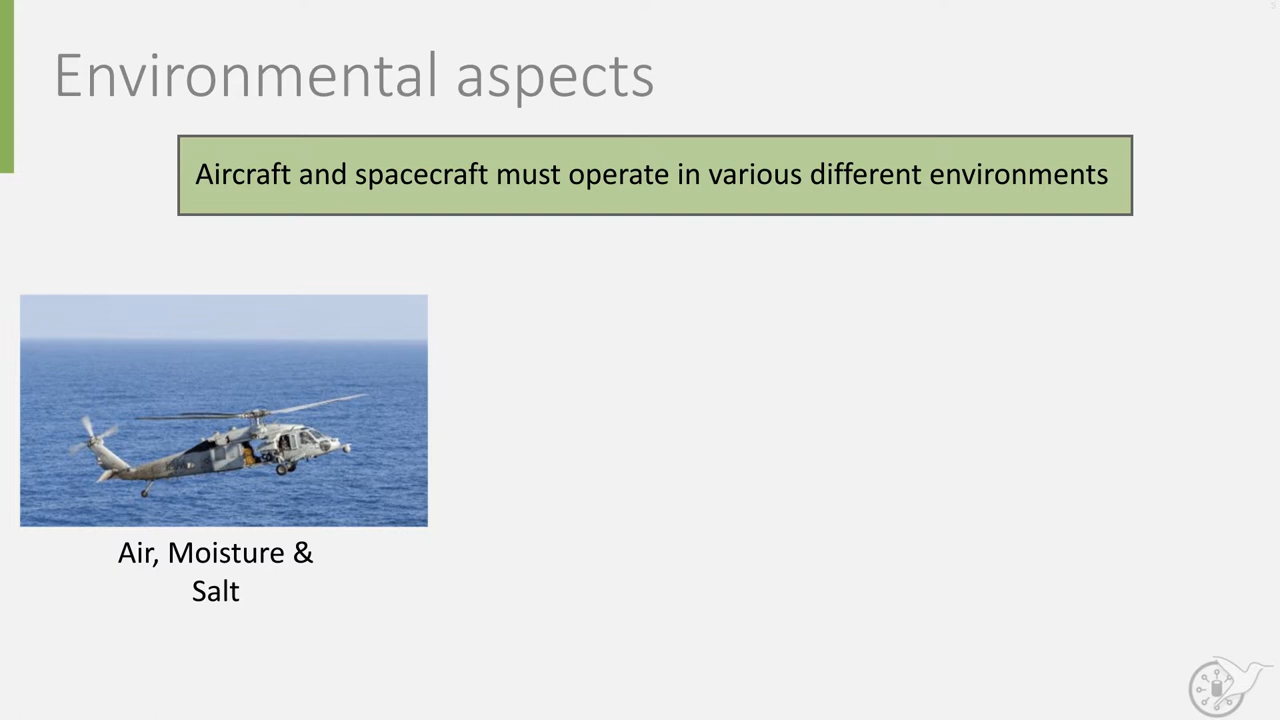 Environmental aspects
Aircraft and spacecraft must operate in various different environments
Air, Moisture &
Salt